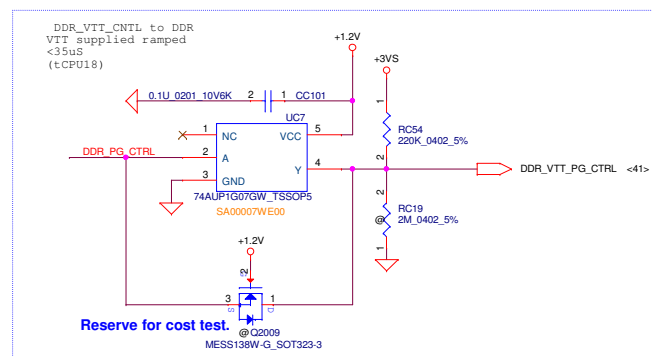 DDR_VTT_CNTL to DDR
VTT supplied ramped
<35uS
(tCPU18)
+1.2V
+3VS
0.1U_0201_10V6K 2 1 CC101
UC7
1 NC VCC 5
DDR_PG_CTRL 2 A Y 4
3 GND
74AUP1G07GW_TSSOP5
SA00007WE00
1
RC54
220K_0402_5%
2
DDR_VTT_PG_CTRL <41>
2
RC19
@ 2M_0402_5%
1
+1.2V
2 G
3 S D 1
Reserve for cost test.
@ Q2009
MESS138W-G_SOT323-3